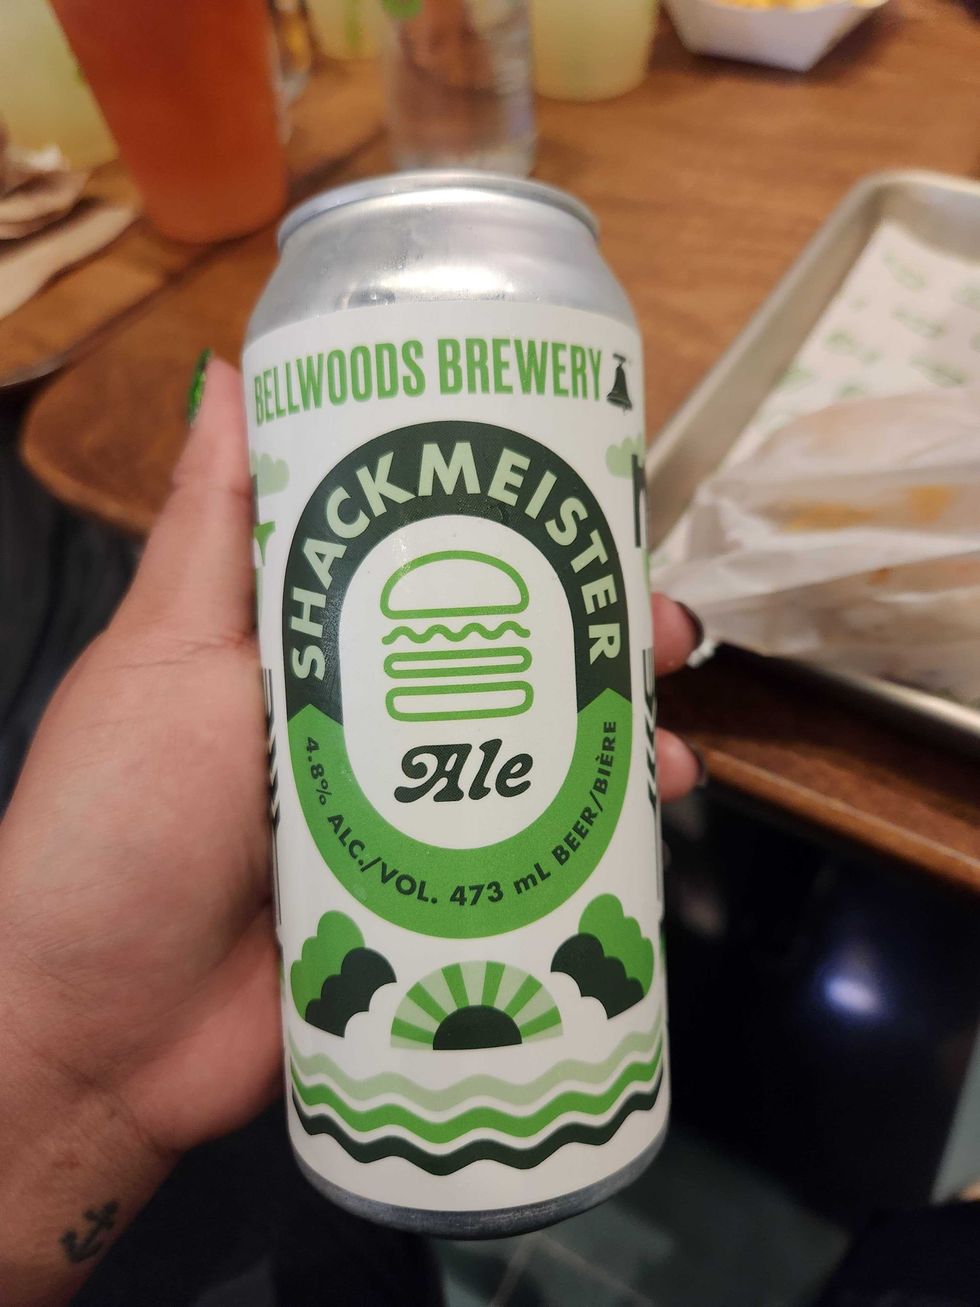 BELLWOODS BREWERY
SHACKMEISTER
Ale
4.8% ALC./VOL. 473 mL BEER/BIÈRE